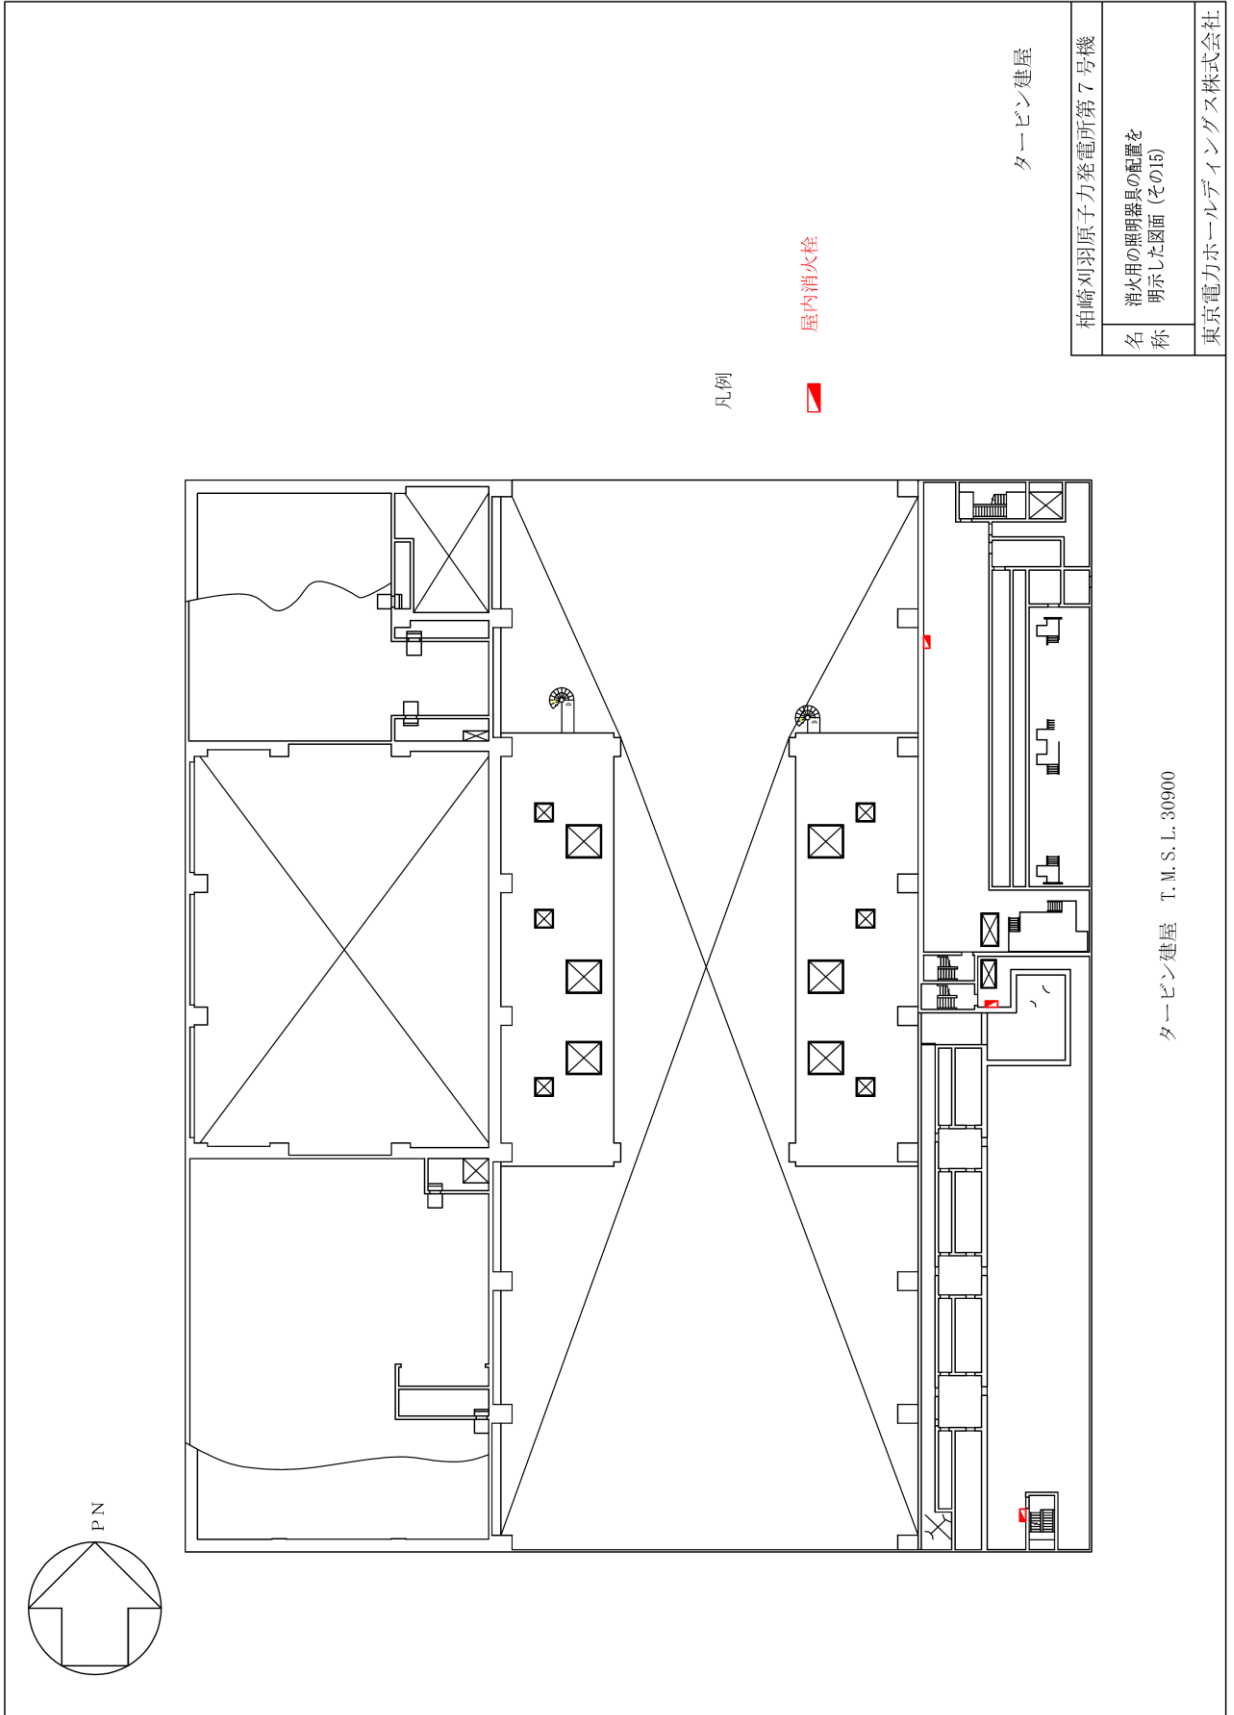 PN
タービン建屋　T.M.S.L.30900
凡例
屋内消火栓
タービン建屋
柏崎刈羽原子力発電所第７号機
名称
消火用の照明器具の配置を
明示した図面（その15）
東京電力ホールディングス株式会社